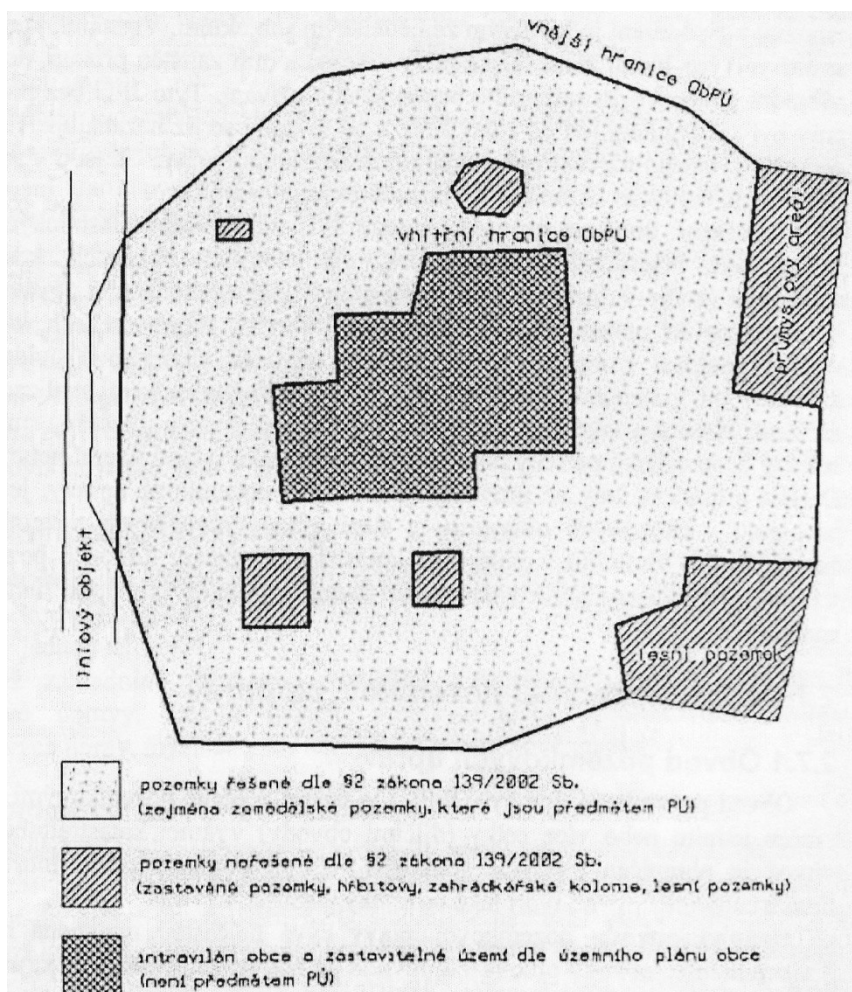 vnější hranice ObPÚ
vnitřní hranice ObPÚ
průmyslový areál
liniový objekt
lesní pozemek
pozemky řešené dle §2 zákona 139/2002 Sb.
(zejména zemědělské pozemky, které jsou předmětem PÚ)
pozemky neřešené dle §2 zákona 139/2002 Sb.
(zastavěné pozemky, hřbitovy, zahrádkářské kolonie, lesní pozemky)
intravilán obce - zastavitelné území dle územního plánu obce
(není předmětem PÚ)